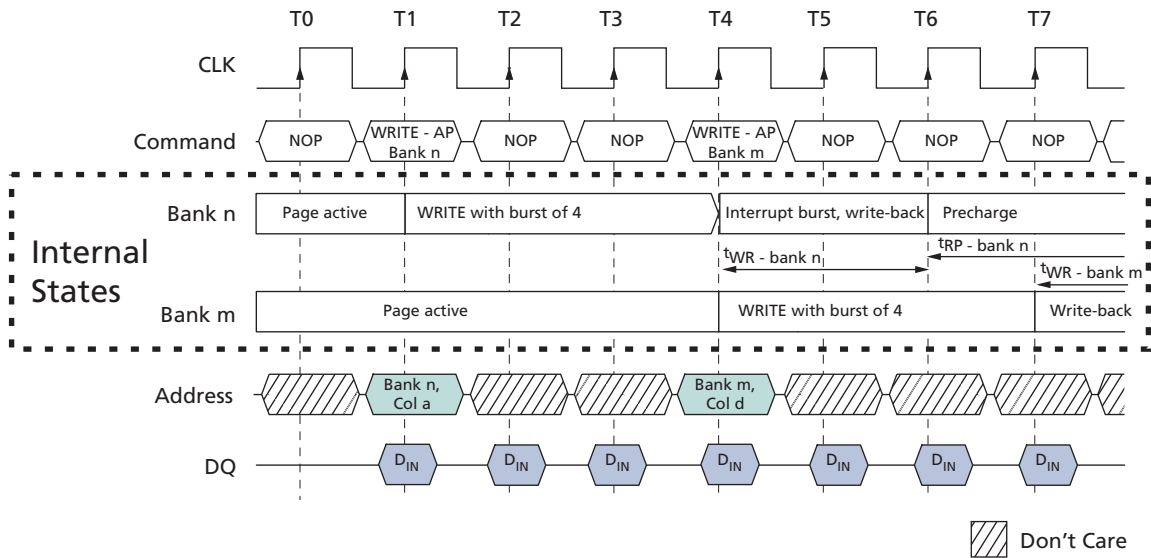 T0 T1 T2 T3 T4 T5 T6 T7
CLK
Command NOP WRITE - AP Bank n NOP NOP WRITE - AP Bank m NOP NOP NOP
Internal States
Bank n Page active WRITE with burst of 4 Interrupt burst, write-back Precharge
tWR - bank n tRP - bank n
tWR - bank m
Bank m Page active WRITE with burst of 4 Write-back
Address Bank n, Col a Bank m, Col d
DQ DIN DIN DIN DIN DIN DIN DIN
Don't Care